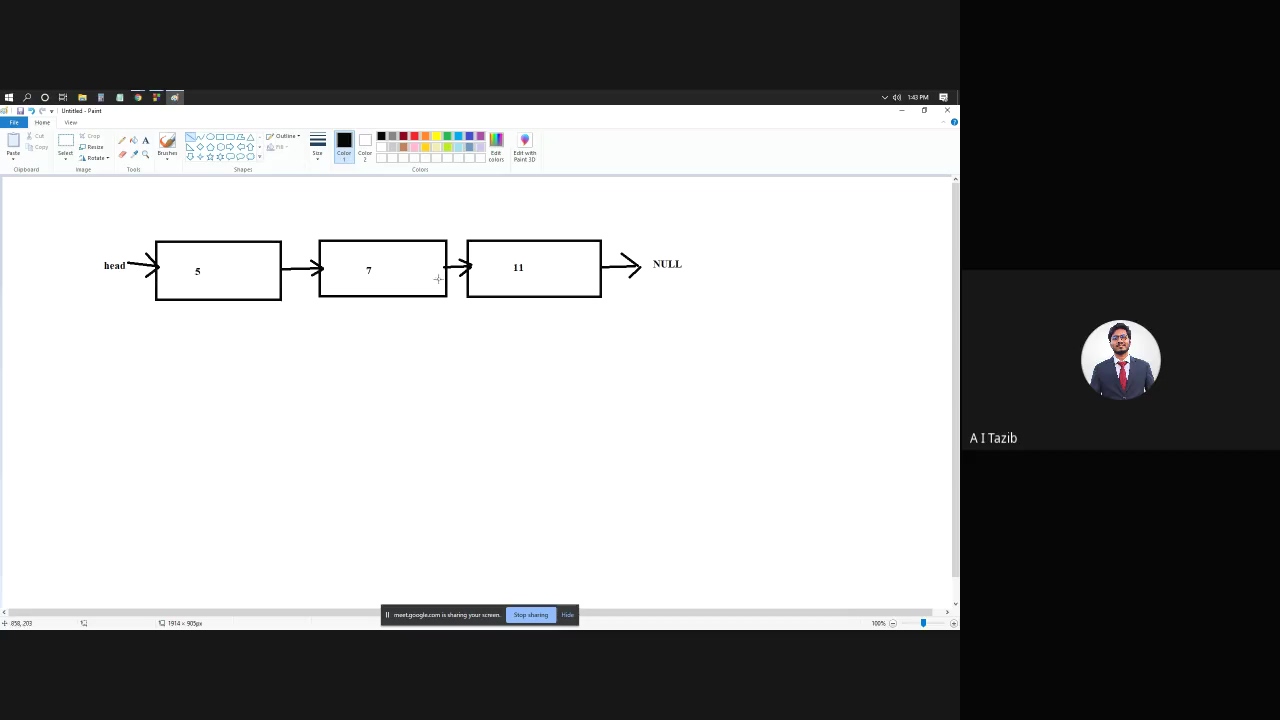 1:43 PM
Untitled - Paint
File Home View
Paste
Cut
Copy
Clipboard
Select
Crop
Resize
Rotate
Image
A
Tools
Brushes
Outline
Fill
Shapes
Size
Color 1
Color 2
Colors
Edit colors
Edit with Paint 3D
head 5 7 11 NULL
A I Tazib
meet.google.com is sharing your screen. Stop sharing Hide
858, 203 1914 × 905px 100%